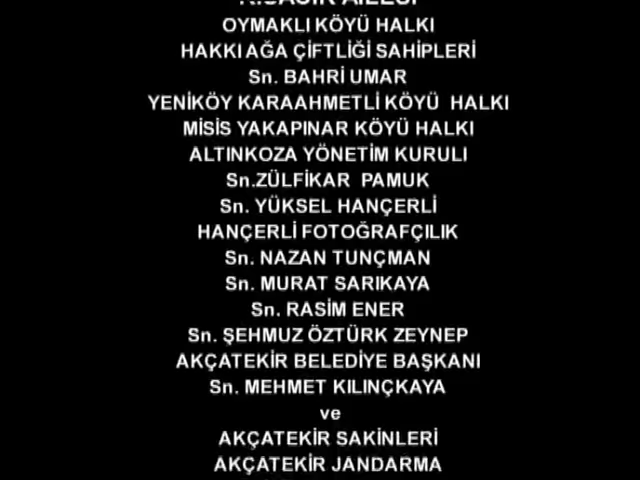 OYMAKLI KÖYÜ HALKI
HAKKI AĞA ÇİFTLİĞİ SAHİPLERİ
Sn. BAHRİ UMAR
YENİKÖY KARAAHMETLİ KÖYÜ HALKI
MİSİS YAKAPINAR KÖYÜ HALKI
ALTINKOZA YÖNETİM KURULI
Sn.ZÜLFİKAR PAMUK
Sn. YÜKSEL HANÇERLİ
HANÇERLİ FOTOĞRAFÇILIK
Sn. NAZAN TUNÇMAN
Sn. MURAT SARIKAYA
Sn. RASİM ENER
Sn. ŞEHMUZ ÖZTÜRK ZEYNEP
AKÇATEKİR BELEDİYE BAŞKANI
Sn. MEHMET KILINÇKAYA
ve
AKÇATEKİR SAKİNLERİ
AKÇATEKİR JANDARMA